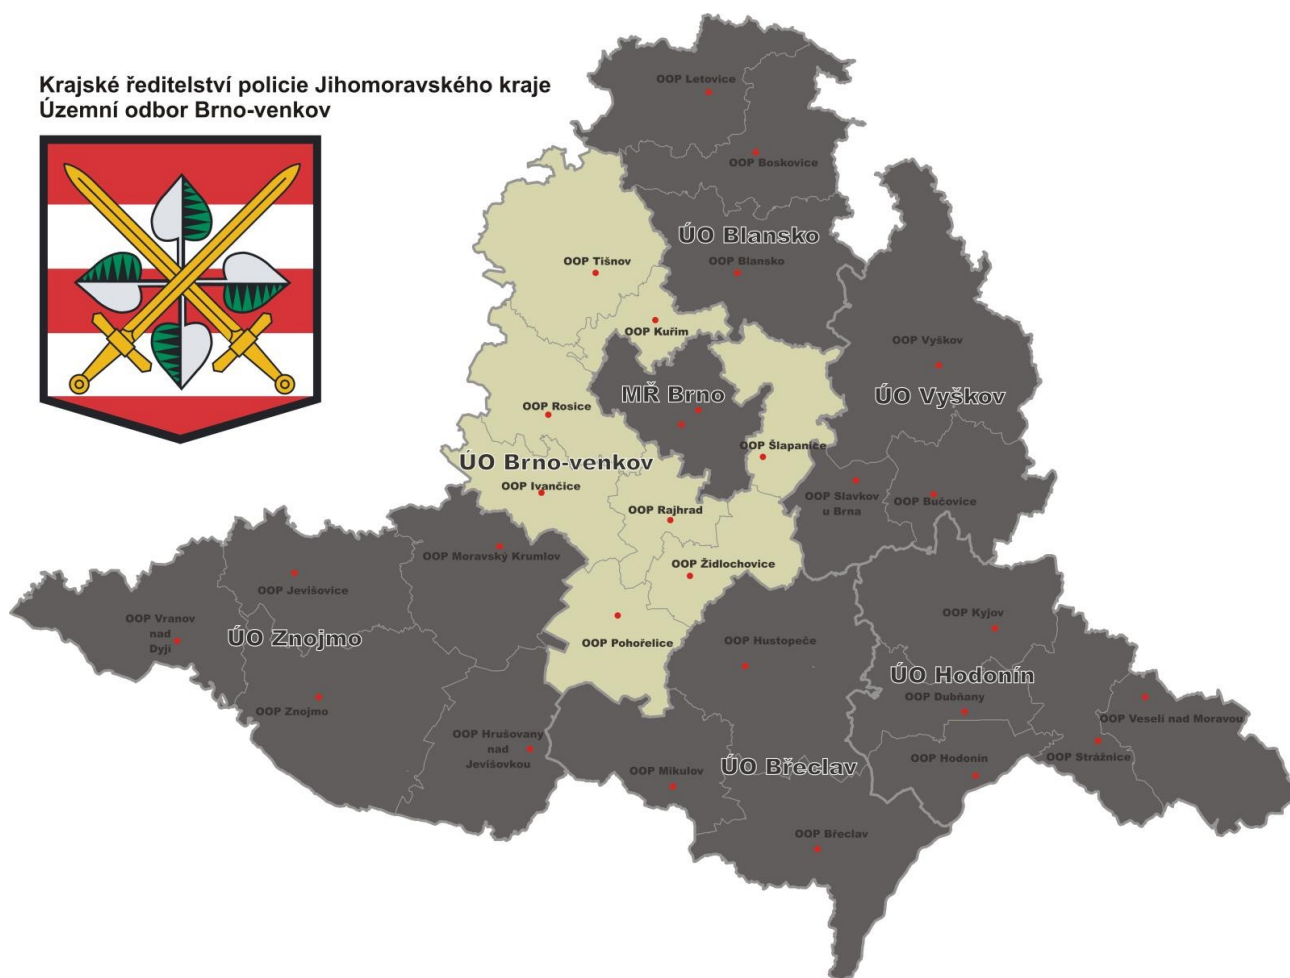 Krajské ředitelství policie Jihomoravského kraje
Územní odbor Brno-venkov
OOP Letovice
OOP Boskovice
ÚO Blansko
OOP Blansko
OOP Tišnov
OOP Kuřim
OOP Vyškov
ÚO Vyškov
MŘ Brno
OOP Rosice
OOP Šlapanice
ÚO Brno-venkov
OOP Ivančice
OOP Slavkov
u Brna
OOP Bučovice
OOP Rajhrad
OOP Moravský Krumlov
OOP Židlochovice
OOP Jevišovice
OOP Vranov
nad
Dyjí
ÚO Znojmo
OOP Pohořelice
OOP Hustopeče
OOP Kyjov
ÚO Hodonín
OOP Dubňany
OOP Znojmo
OOP Veselí nad Moravou
OOP Hrušovany
nad
Jevišovkou
OOP Hodonín
OOP Strážnice
ÚO Břeclav
OOP Mikulov
OOP Břeclav